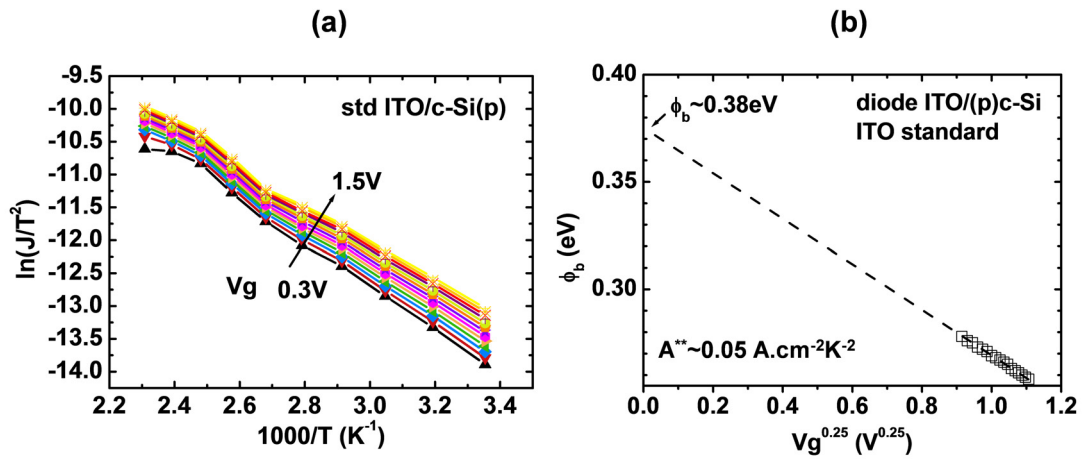 (a)
std ITO/c-Si(p)
1.5V
Vg 0.3V
ln(J/T²)
-9.5
-10.0
-10.5
-11.0
-11.5
-12.0
-12.5
-13.0
-13.5
-14.0
2.2 2.4 2.6 2.8 3.0 3.2 3.4
1000/T (K⁻¹)
(b)
ϕb~0.38eV
diode ITO/(p)c-Si
ITO standard
A**~0.05 A.cm⁻²K⁻²
ϕb (eV)
0.40
0.35
0.30
0.0 0.2 0.4 0.6 0.8 1.0 1.2
Vg^0.25 (V^0.25)